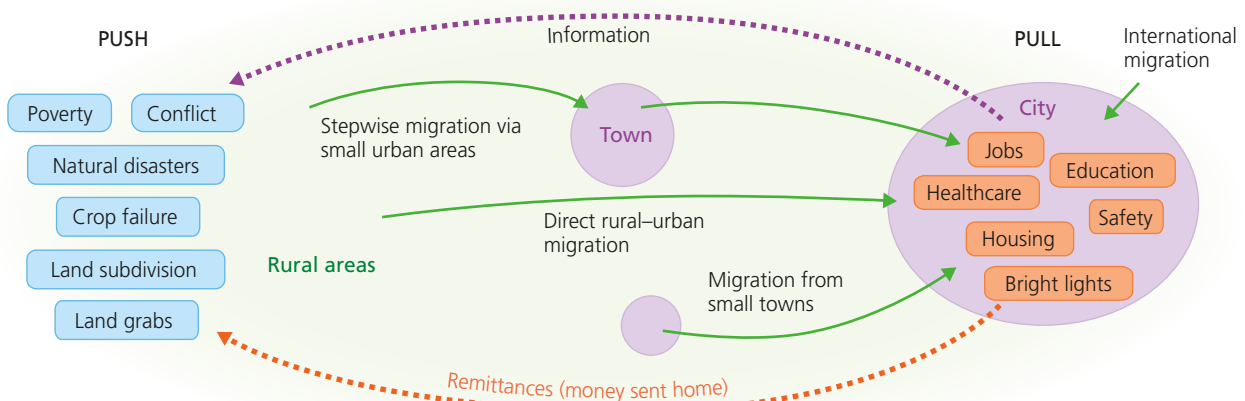 PUSH
Information
PULL
International
migration
Poverty
Conflict
City
Stepwise migration via
small urban areas
Town
Natural disasters
Jobs
Education
Healthcare
Crop failure
Direct rural–urban
migration
Safety
Housing
Land subdivision
Rural areas
Migration from
small towns
Bright lights
Land grabs
Remittances (money sent home)